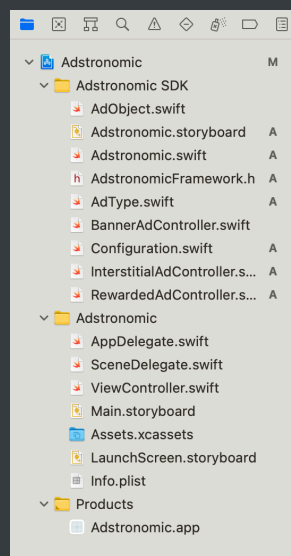 Adstronomic M
Adstronomic SDK
AdObject.swift
Adstronomic.storyboard A
Adstronomic.swift A
h AdstronomicFramework.h A
AdType.swift A
BannerAdController.swift
Configuration.swift A
InterstitialAdController.s... A
RewardedAdController.s... A
Adstronomic
AppDelegate.swift
SceneDelegate.swift
ViewController.swift
Main.storyboard
Assets.xcassets
LaunchScreen.storyboard
Info.plist
Products
Adstronomic.app